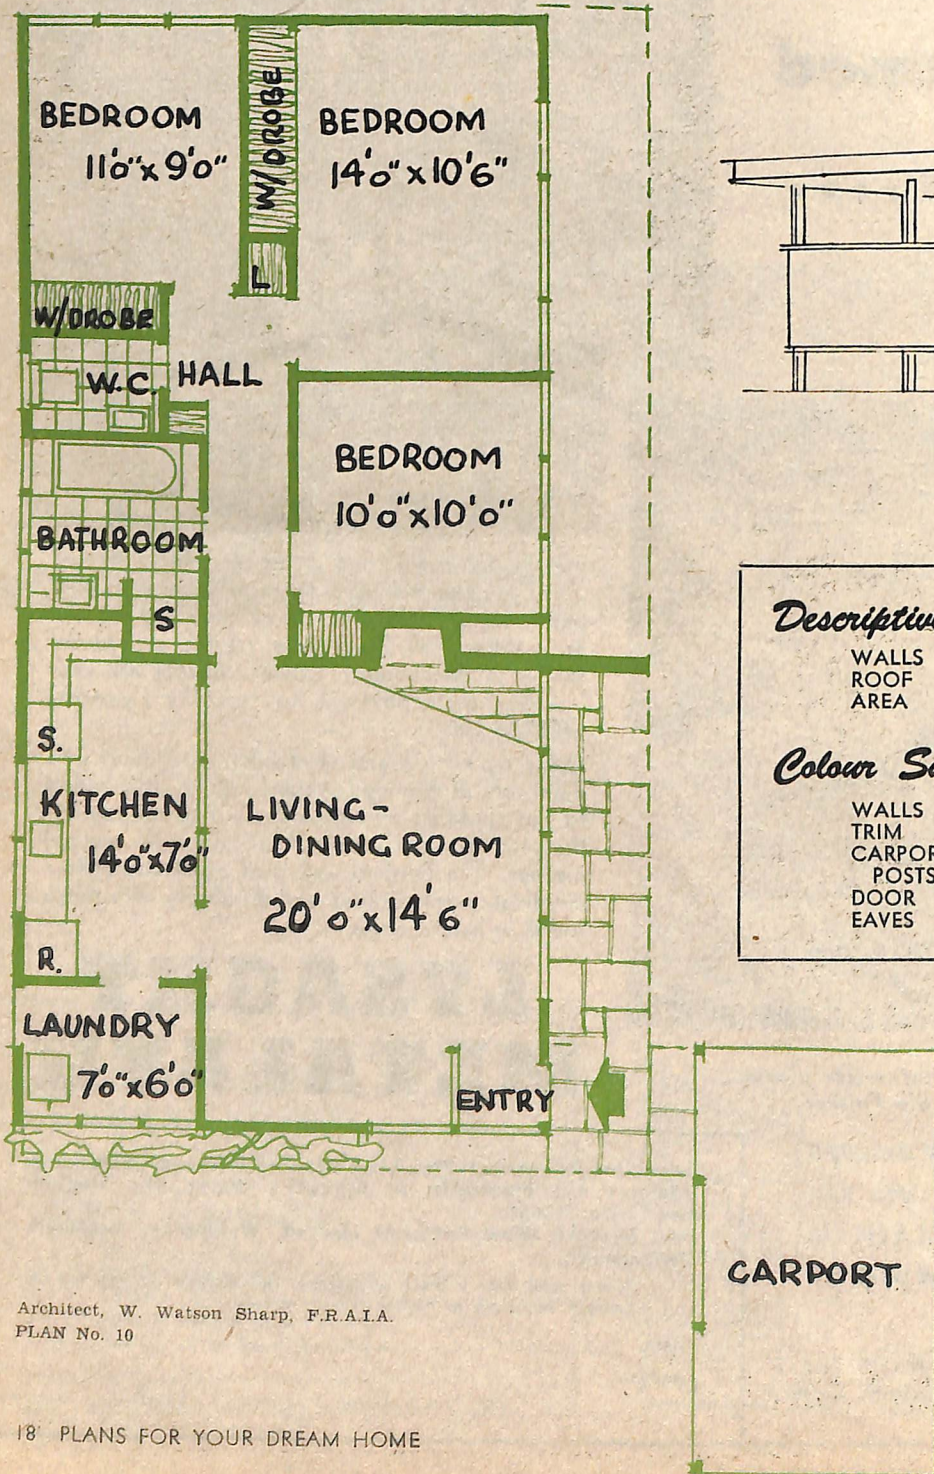 BEDROOM
11'0"x9'0"
W/DROBE
BEDROOM
14'0"x10'6"
L
W/DROBE
W.C.
HALL
BEDROOM
10'0"x10'0"
BATHROOM
S
S.
KITCHEN
14'0"x7'0"
R.
LIVING-
DINING ROOM
20'0"x14'6"
LAUNDRY
7'0"x6'0"
ENTRY
CARPORT
Descriptiv
WALLS
ROOF
AREA
Colour S
WALLS
TRIM
CARPOR
POSTS
DOOR
EAVES
Architect, W. Watson Sharp, F.R.A.I.A.
PLAN No. 10
18 PLANS FOR YOUR DREAM HOME